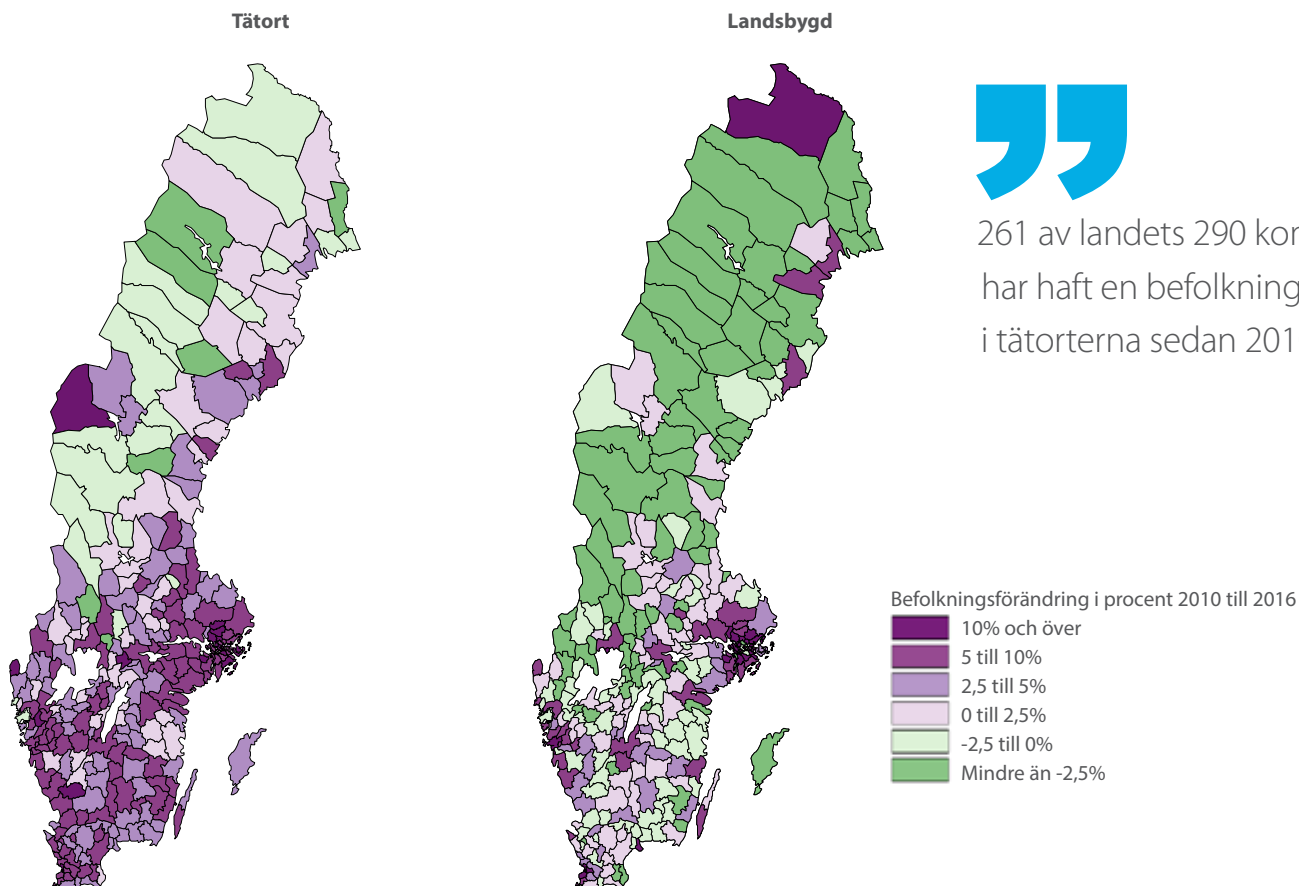 Tätort
Landsbygd
”
261 av landets 290 kor
har haft en befolkning
i tätorterna sedan 201
Befolkningsförändring i procent 2010 till 2016
10% och över
5 till 10%
2,5 till 5%
0 till 2,5%
-2,5 till 0%
Mindre än -2,5%